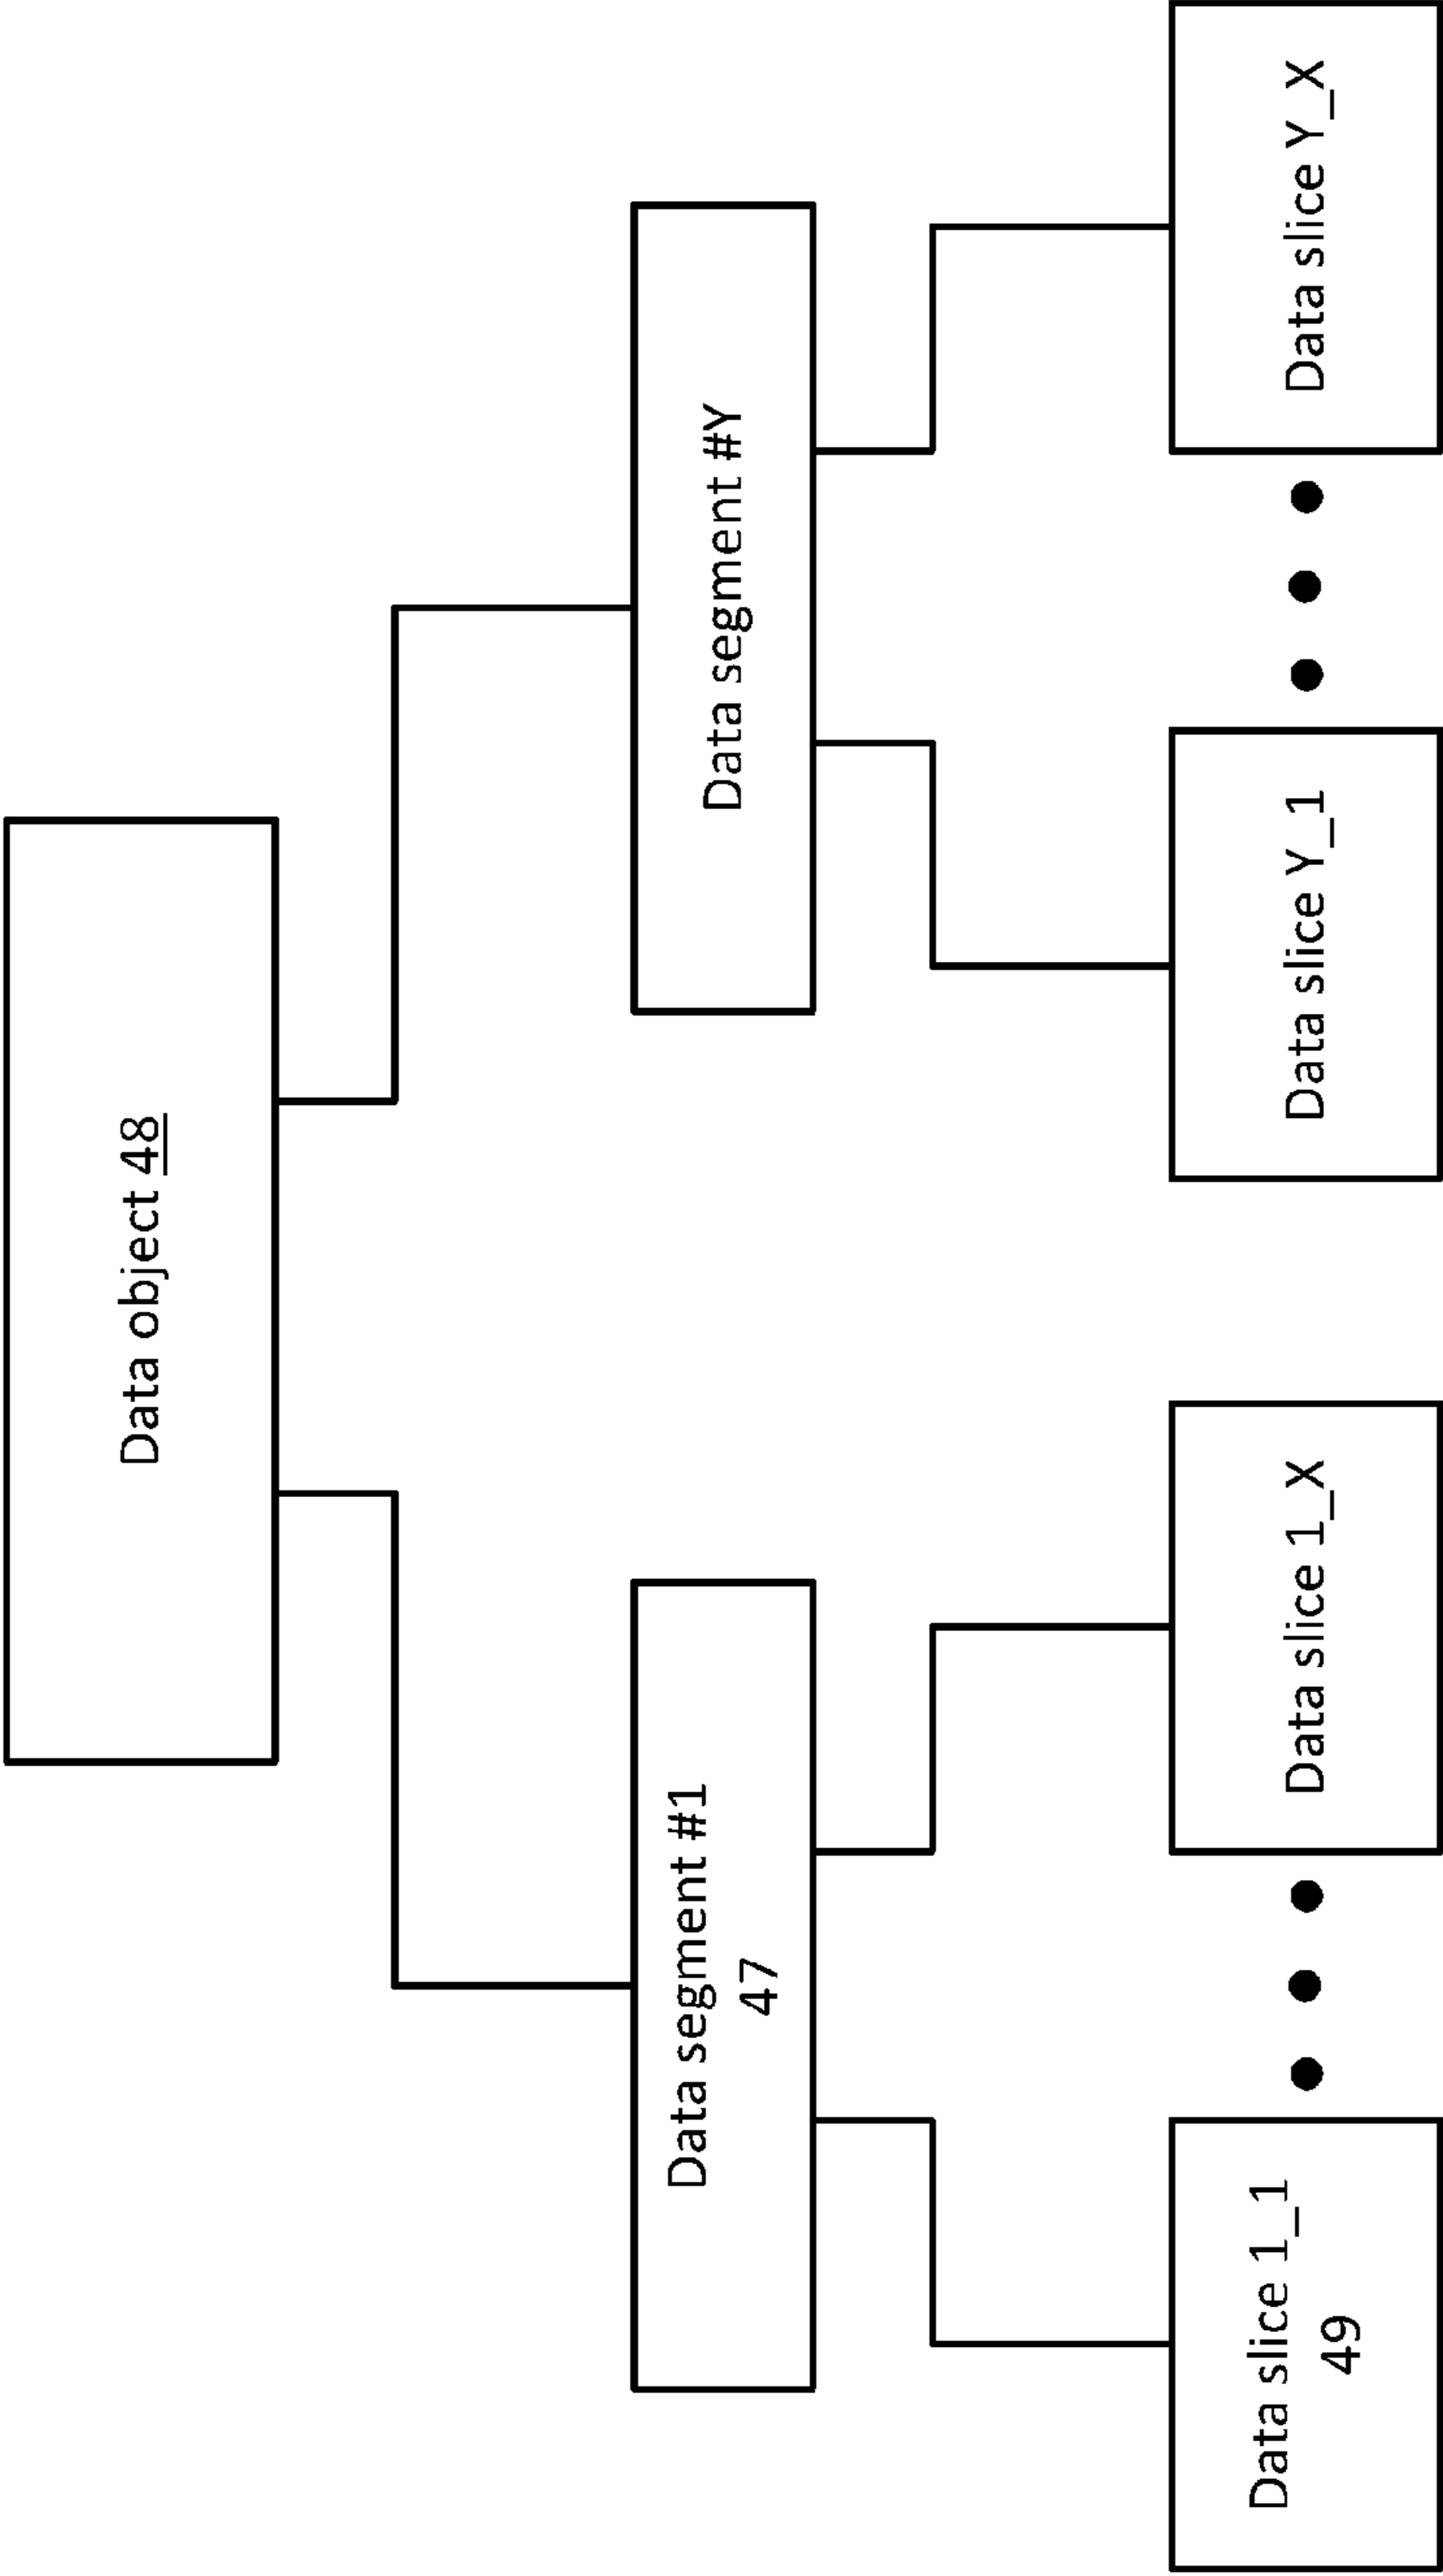 Data object 48
Data segment #1
47
Data segment #Y
Data slice 1_1
49
Data slice 1_X
Data slice Y_1
Data slice Y_X